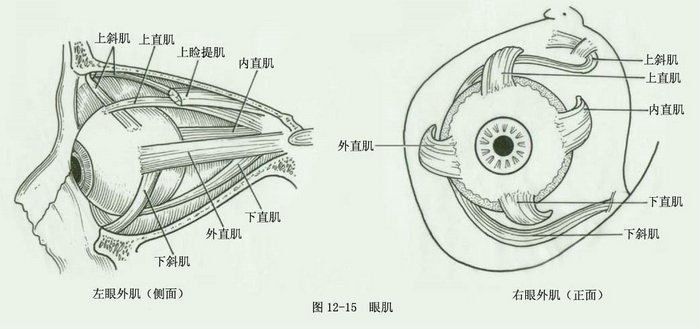 上斜肌
上直肌
上睑提肌
内直肌
下直肌
外直肌
下斜肌
左眼外肌(侧面)
上斜肌
上直肌
内直肌
外直肌
下直肌
下斜肌
右眼外肌(正面)
图 12-15 眼肌